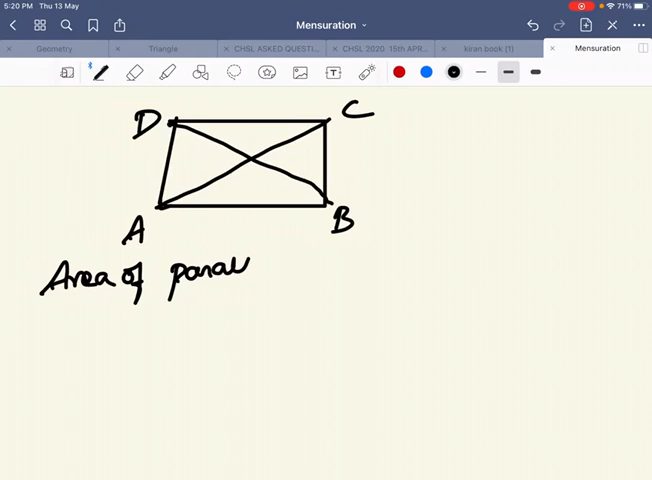 5:20 PM Thu 13 May
71%
Mensuration
Geometry
Triangle
CHSL ASKED QUESTI...
CHSL 2020 15th APR...
kiran book (1)
Mensuration
D
C
A
B
Area of paral